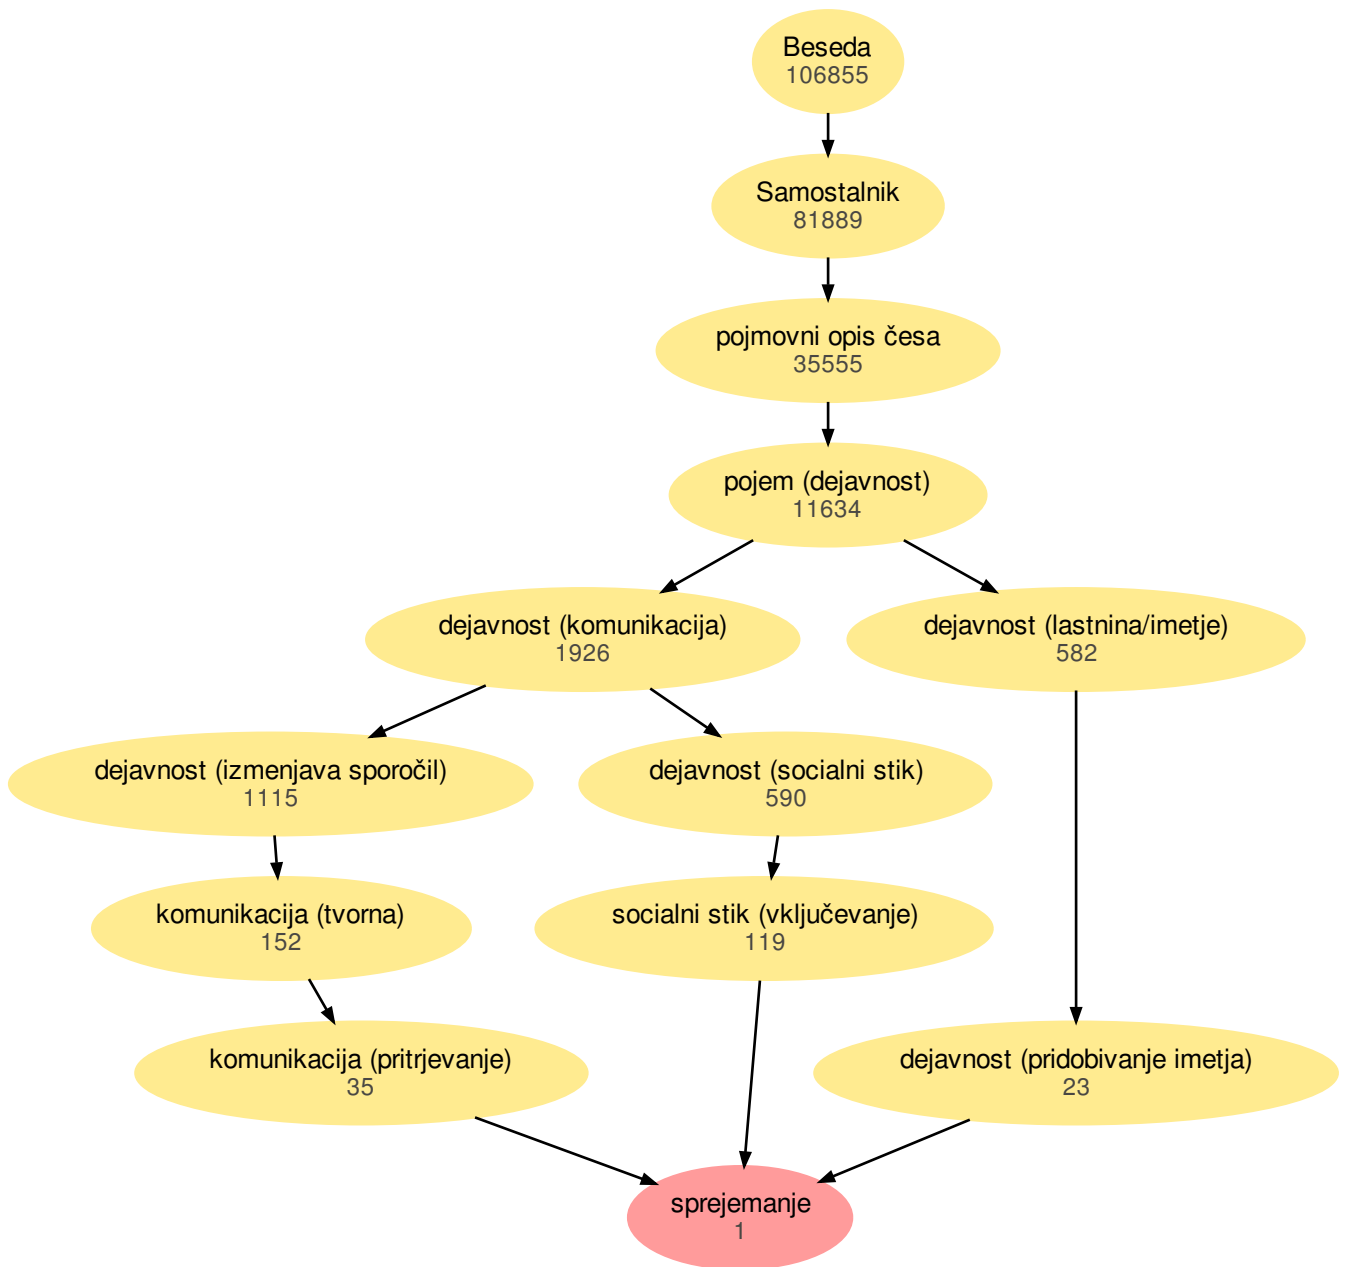 Beseda
106855
Samostalnik
81889
pojmovni opis česa
35555
pojem (dejavnost)
11634
dejavnost (komunikacija)
1926
dejavnost (lastnina/imetje)
582
dejavnost (izmenjava sporočil)
1115
dejavnost (socialni stik)
590
komunikacija (tvorna)
152
socialni stik (vključevanje)
119
komunikacija (pritrjevanje)
35
dejavnost (pridobivanje imetja)
23
sprejemanje
1